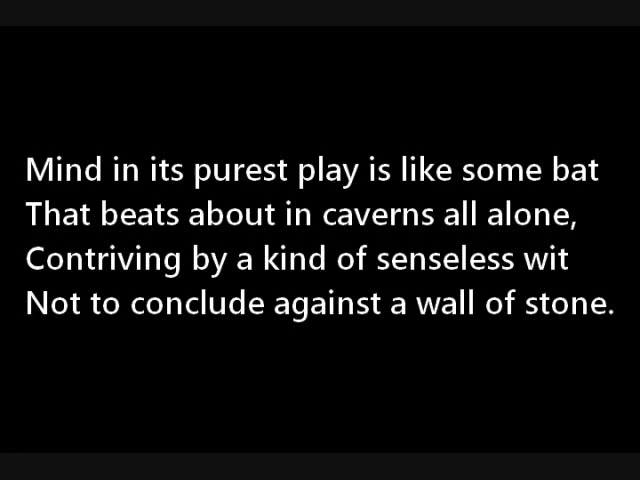 Mind in its purest play is like some bat
That beats about in caverns all alone,
Contriving by a kind of senseless wit
Not to conclude against a wall of stone.